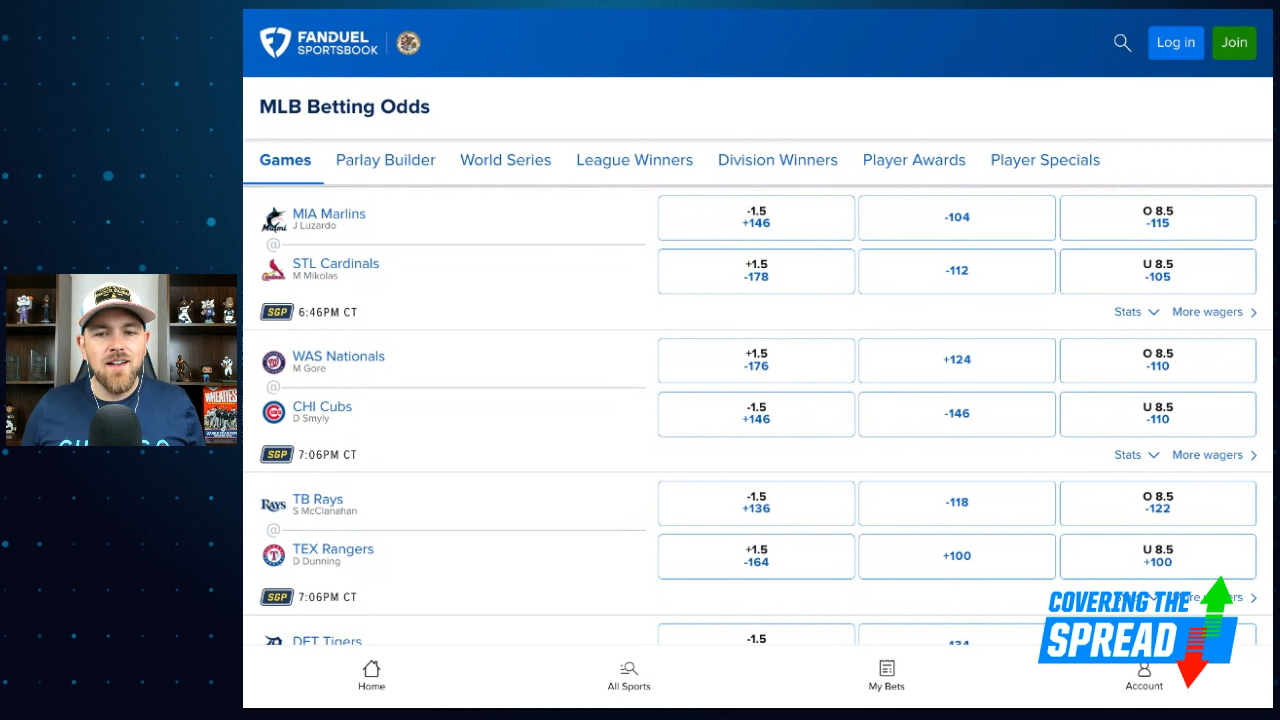 FANDUEL
SPORTSBOOK
Log in
Join
MLB Betting Odds
Games Parlay Builder World Series League Winners Division Winners Player Awards Player Specials
MIA Marlins
J Luzardo
-1.5
+146
-104
O 8.5
-115
@
STL Cardinals
M Mikolas
+1.5
-178
-112
U 8.5
-105
SGP 6:46PM CT
Stats More wagers
WAS Nationals
M Gore
+1.5
-176
+124
O 8.5
-110
@
CHI Cubs
D Smyly
-1.5
+146
-146
U 8.5
-110
SGP 7:06PM CT
Stats More wagers
TB Rays
S McClanahan
-1.5
+136
-118
O 8.5
-122
@
TEX Rangers
D Dunning
+1.5
-164
+100
U 8.5
+100
SGP 7:06PM CT
DET Tigers
-1.5
-134
COVERING THE
SPREAD
Home
All Sports
My Bets
Account
WHEATIES